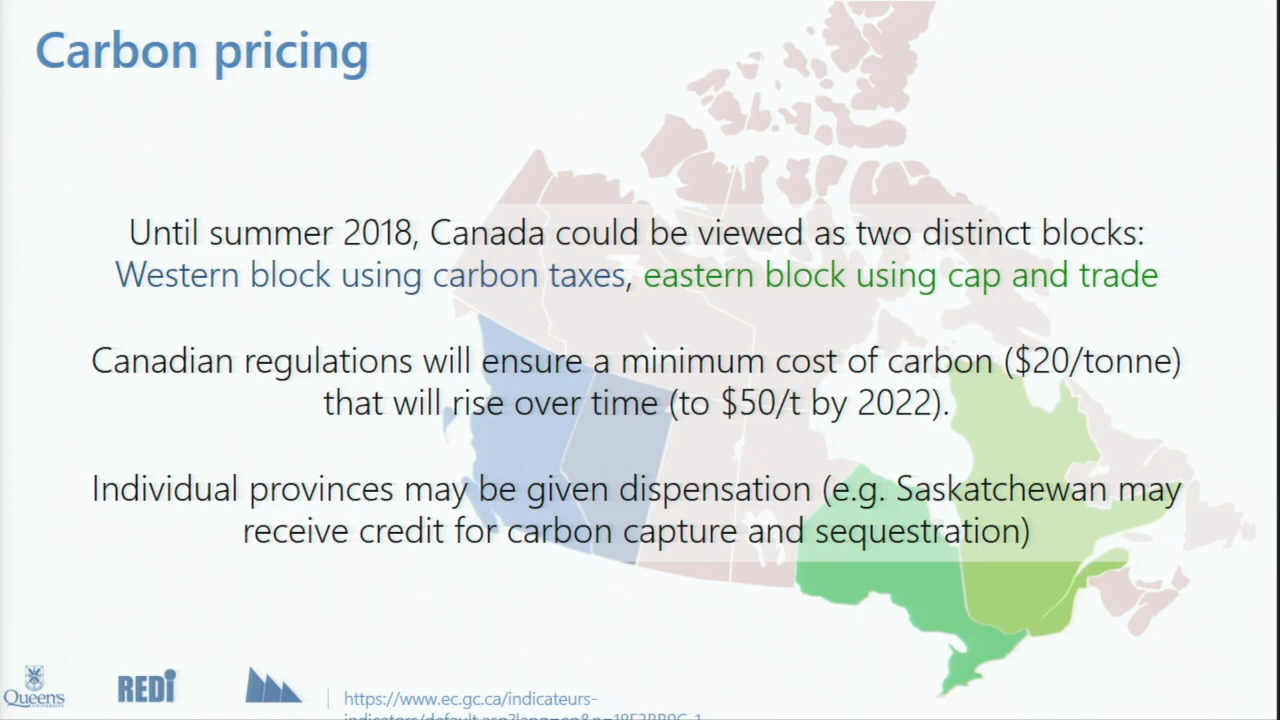 Carbon pricing
Until summer 2018, Canada could be viewed as two distinct blocks:
Western block using carbon taxes, eastern block using cap and trade
Canadian regulations will ensure a minimum cost of carbon ($20/tonne)
that will rise over time (to $50/t by 2022).
Individual provinces may be given dispensation (e.g. Saskatchewan may
receive credit for carbon capture and sequestration)
Queen's
UNIVERSITY
REDi
https://www.ec.gc.ca/indicateurs-